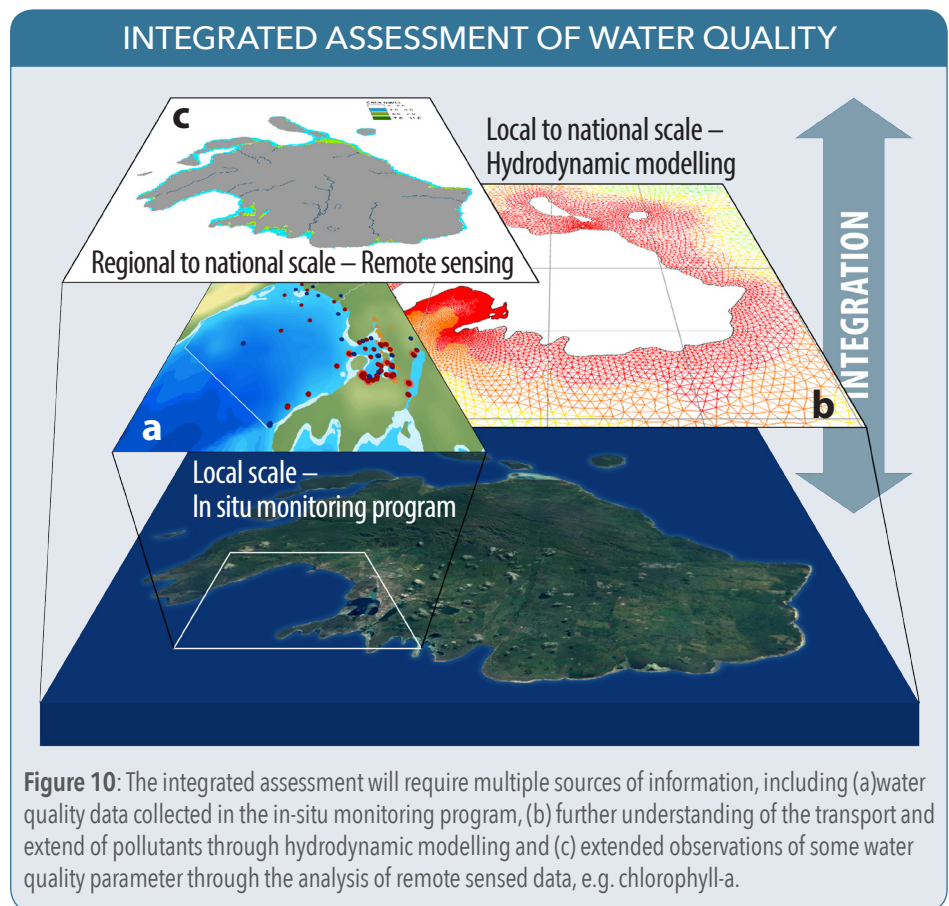 INTEGRATED ASSESSMENT OF WATER QUALITY
c
Local to national scale –
Hydrodynamic modelling
Regional to national scale – Remote sensing
INTEGRATION
b
a
Local scale –
In situ monitoring program
Figure 10: The integrated assessment will require multiple sources of information, including (a)water
quality data collected in the in-situ monitoring program, (b) further understanding of the transport and
extend of pollutants through hydrodynamic modelling and (c) extended observations of some water
quality parameter through the analysis of remote sensed data, e.g. chlorophyll-a.